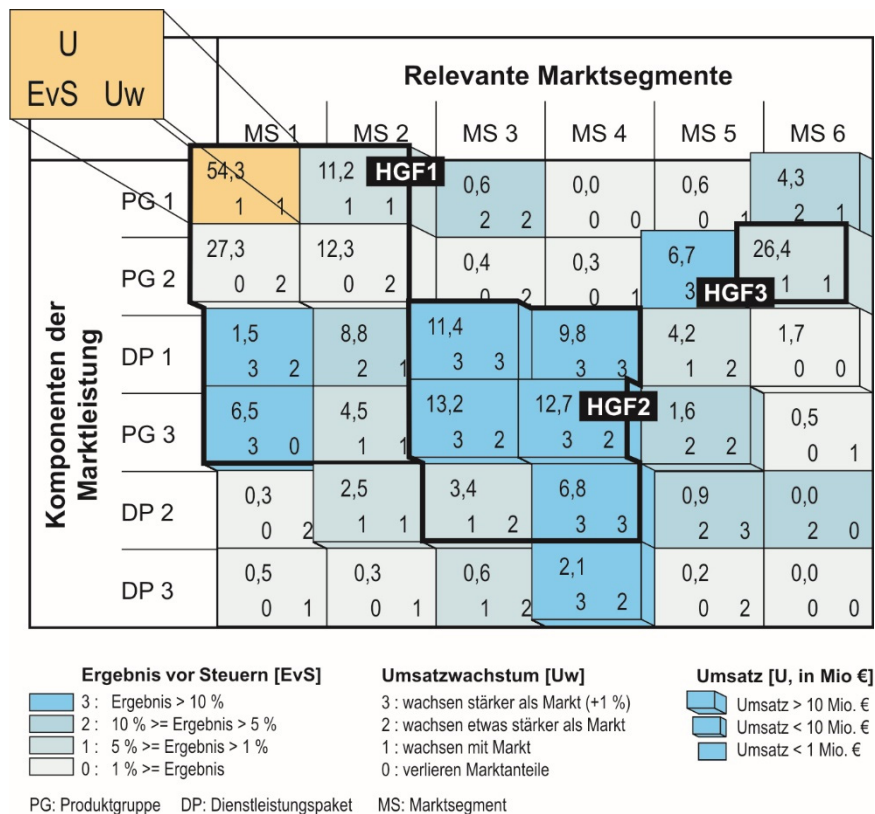 U
EvS Uw
Relevante Marktsegmente
MS 1 MS 2 MS 3 MS 4 MS 5 MS 6
Komponenten der
Marktleistung
PG 1 54,3 11,2 HGF1 0,6 0,0 0,6 4,3
1 1 1 1 2 2 0 0 0 1 2 1
PG 2 27,3 12,3 0,4 0,3 6,7 26,4
0 2 0 2 0 2 0 1 3 HGF3 1 1
DP 1 1,5 8,8 11,4 9,8 4,2 1,7
3 2 2 1 3 3 3 3 1 2 0 0
PG 3 6,5 4,5 13,2 12,7 HGF2 1,6 0,5
3 0 1 1 3 2 3 2 2 2 0 1
DP 2 0,3 2,5 3,4 6,8 0,9 0,0
0 2 1 1 1 2 3 3 2 3 2 0
DP 3 0,5 0,3 0,6 2,1 0,2 0,0
0 1 0 1 1 2 3 2 0 2 0 0
Ergebnis vor Steuern [EvS]
3 : Ergebnis > 10 %
2 : 10 % >= Ergebnis > 5 %
1 : 5 % >= Ergebnis > 1 %
0 : 1 % >= Ergebnis
Umsatzwachstum [Uw]
3 : wachsen stärker als Markt (+1 %)
2 : wachsen etwas stärker als Markt
1 : wachsen mit Markt
0 : verlieren Marktanteile
Umsatz [U, in Mio €]
Umsatz > 10 Mio. €
Umsatz < 10 Mio. €
Umsatz < 1 Mio. €
PG: Produktgruppe DP: Dienstleistungspaket MS: Marktsegment